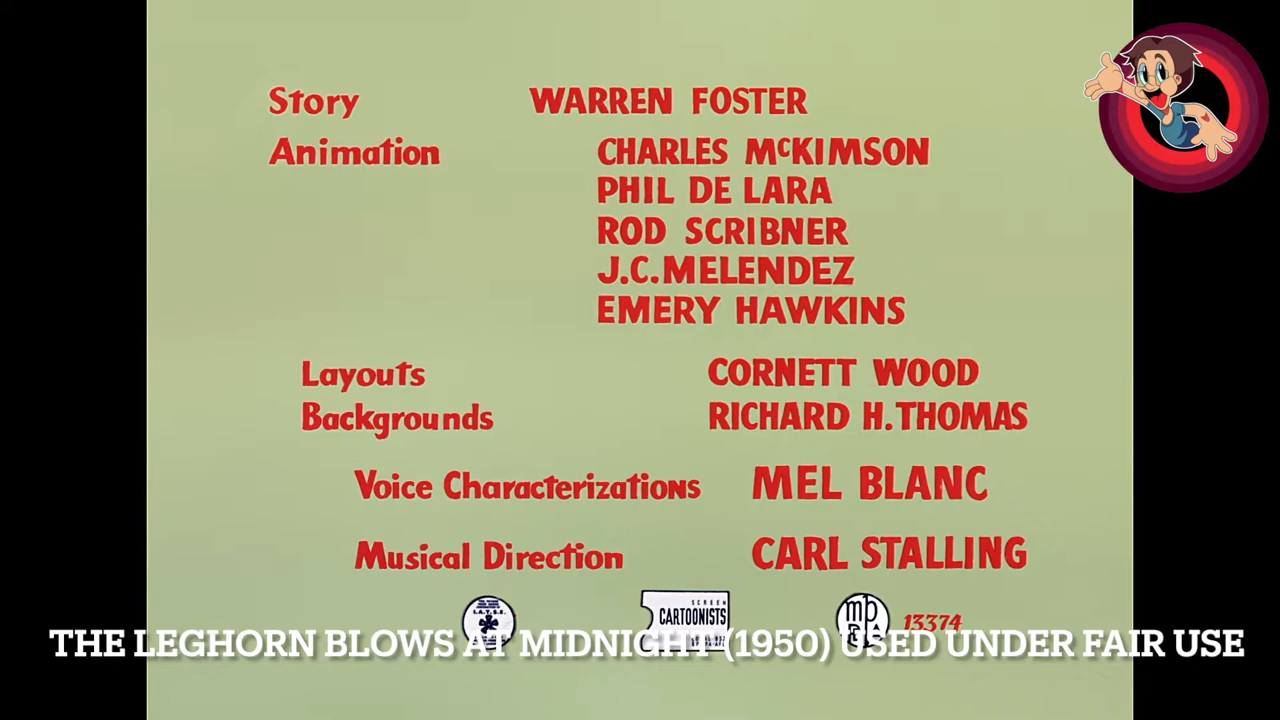 Story WARREN FOSTER
Animation CHARLES McKIMSON
PHIL DE LARA
ROD SCRIBNER
J.C. MELENDEZ
EMERY HAWKINS
Layouts CORNETT WOOD
Backgrounds RICHARD H. THOMAS
Voice Characterizations MEL BLANC
Musical Direction CARL STALLING
I.A.T.S.E.
SCREEN
CARTOONISTS
13374
THE LEGHORN BLOWS AT MIDNIGHT (1950) USED UNDER FAIR USE